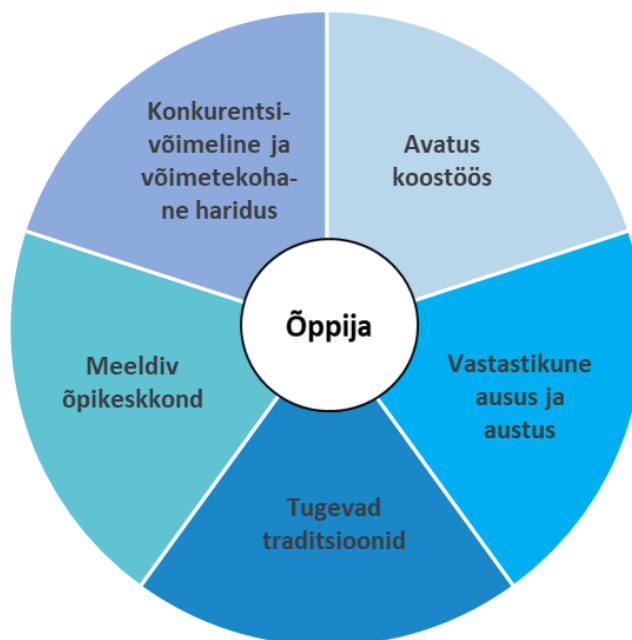 Konkurentsi-
võimeline ja
võimetekoha-
ne haridus
Avatus
koostöös
Õppija
Meeldiv
õpikeskkond
Vastastikune
ausus ja
austus
Tugevad
traditsioonid